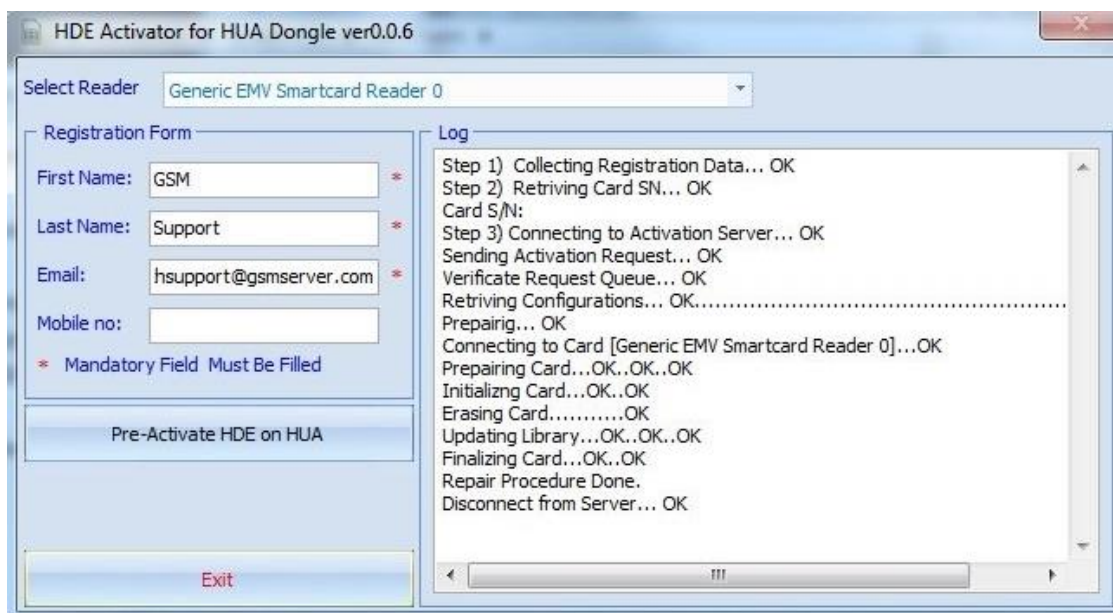 HDE Activator for HUA Dongle ver0.0.6
Select Reader
Generic EMV Smartcard Reader 0
Registration Form
First Name:
GSM
*
Last Name:
Support
*
Email:
hsupport@gsmserver.com
*
Mobile no:
* Mandatory Field Must Be Filled
Pre-Activate HDE on HUA
Exit
Log
Step 1) Collecting Registration Data... OK
Step 2) Retriving Card SN... OK
Card S/N:
Step 3) Connecting to Activation Server... OK
Sending Activation Request... OK
Verificate Request Queue... OK
Retriving Configurations... OK......................................................
Prepairig... OK
Connecting to Card [Generic EMV Smartcard Reader 0]...OK
Prepairing Card...OK..OK..OK
Initializng Card...OK..OK
Erasing Card...........OK
Updating Library...OK..OK..OK
Finalizing Card...OK..OK
Repair Procedure Done.
Disconnect from Server... OK